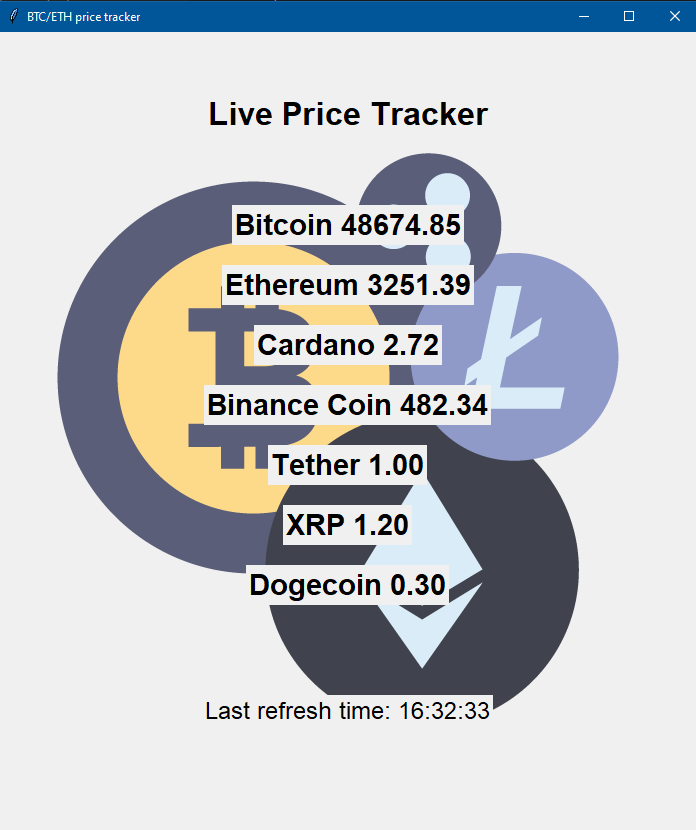 BTC/ETH price tracker
Live Price Tracker
Bitcoin 48674.85
Ethereum 3251.39
Cardano 2.72
Binance Coin 482.34
Tether 1.00
XRP 1.20
Dogecoin 0.30
Last refresh time: 16:32:33